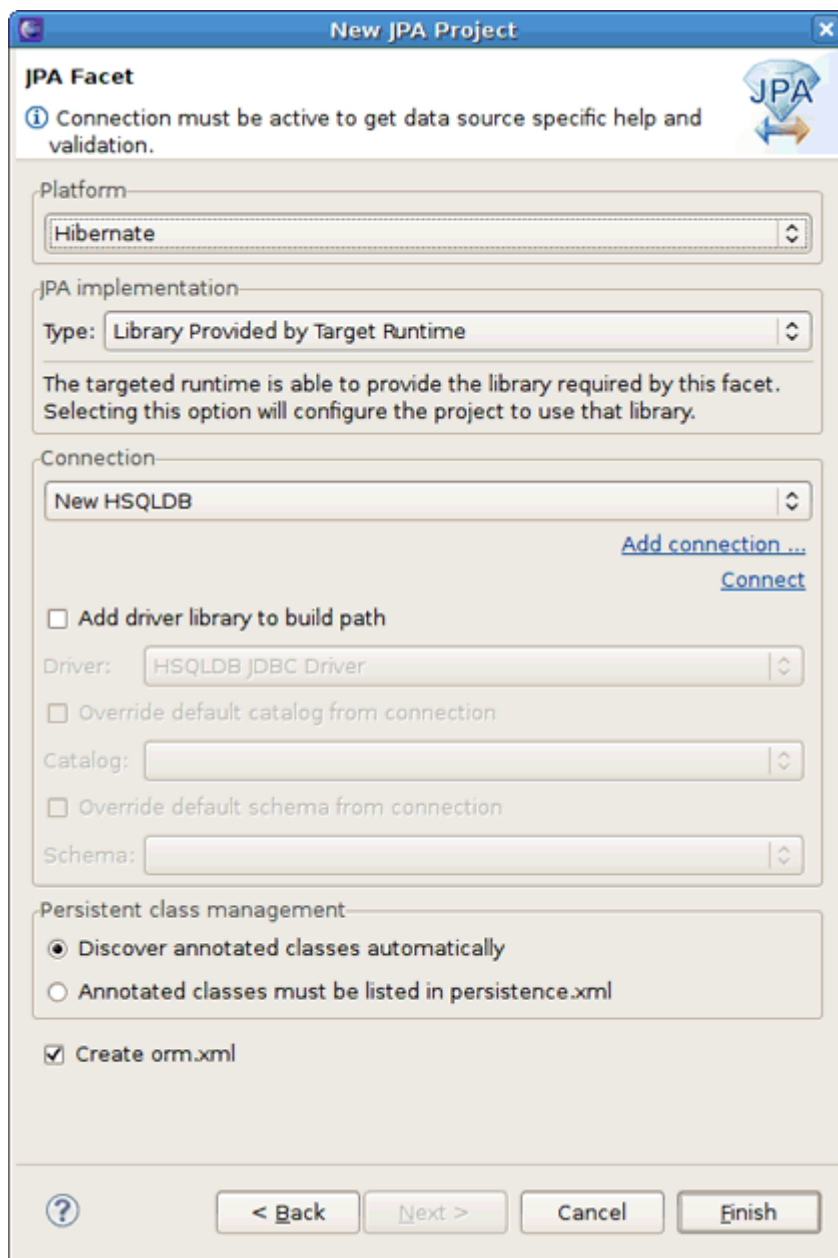 New JPA Project
JPA Facet
Connection must be active to get data source specific help and
validation.
JPA
Platform
Hibernate
JPA implementation
Type: Library Provided by Target Runtime
The targeted runtime is able to provide the library required by this facet.
Selecting this option will configure the project to use that library.
Connection
New HSQLDB
Add connection ...
Connect
Add driver library to build path
Driver: HSQLDB JDBC Driver
Override default catalog from connection
Catalog:
Override default schema from connection
Schema:
Persistent class management
Discover annotated classes automatically
Annotated classes must be listed in persistence.xml
Create orm.xml
? < Back Next > Cancel Finish